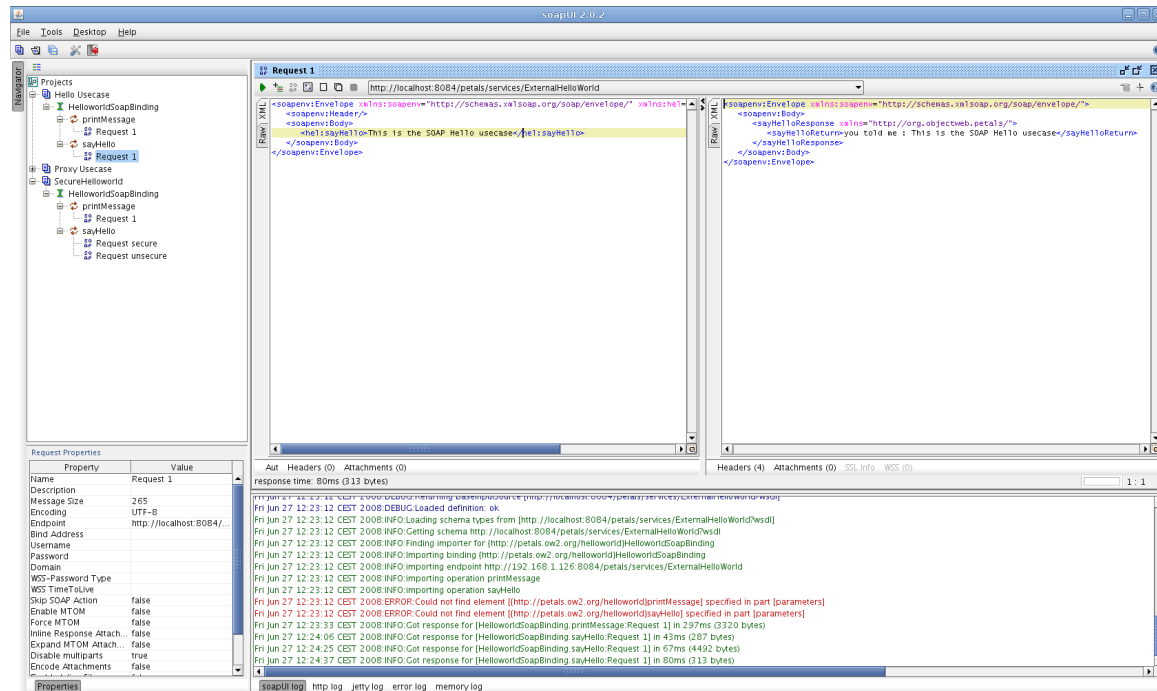 soapUI 2.0.2
File Tools Desktop Help
Navigator
Projects
Hello Usecase
HelloworldSoapBinding
printMessage
Request 1
sayHello
Request 1
Proxy Usecase
SecureHelloworld
HelloworldSoapBinding
printMessage
Request 1
sayHello
Request secure
Request unsecure
Request Properties
Property Value
Name Request 1
Description
Message Size 265
Encoding UTF-8
Endpoint http://localhost:8084/...
Bind Address
Username
Password
Domain
WSS-Password Type
WSS TimeToLive
Skip SOAP Action false
Enable MTOM false
Force MTOM false
Inline Response Attach... false
Expand MTOM Attach... false
Disable multiparts true
Encode Attachments false
Properties
Request 1
http://localhost:8084/petals/services/ExternalHelloWorld
XML
Raw
<soapenv:Envelope xmlns:soapenv="http://schemas.xmlsoap.org/soap/envelope/" xmlns:hel=
<soapenv:Header/>
<soapenv:Body>
<hel:sayHello>This is the SOAP Hello usecase</hel:sayHello>
</soapenv:Body>
</soapenv:Envelope>
Aut Headers (0) Attachments (0)
XML
Raw
<soapenv:Envelope xmlns:soapenv="http://schemas.xmlsoap.org/soap/envelope/">
<soapenv:Body>
<sayHelloResponse xmlns="http://org.objectweb.petals/">
<sayHelloReturn>you told me : This is the SOAP Hello usecase</sayHelloReturn>
</sayHelloResponse>
</soapenv:Body>
</soapenv:Envelope>
Headers (4) Attachments (0) SSL Info WSS (0)
response time: 80ms (313 bytes)
1 : 1
Fri Jun 27 12:23:12 CEST 2008:DEBUG:Returning baseInputSource [http://localhost:8084/petals/services/ExternalHelloWorld?wsdl]
Fri Jun 27 12:23:12 CEST 2008:DEBUG:Loaded definition: ok
Fri Jun 27 12:23:12 CEST 2008:INFO:Loading schema types from [http://localhost:8084/petals/services/ExternalHelloWorld?wsdl]
Fri Jun 27 12:23:12 CEST 2008:INFO:Getting schema http://localhost:8084/petals/services/ExternalHelloWorld?wsdl
Fri Jun 27 12:23:12 CEST 2008:INFO:Finding importer for {http://petals.ow2.org/helloworld}HelloworldSoapBinding
Fri Jun 27 12:23:12 CEST 2008:INFO:Importing binding {http://petals.ow2.org/helloworld}HelloworldSoapBinding
Fri Jun 27 12:23:12 CEST 2008:INFO:importing endpoint http://192.168.1.126:8084/petals/services/ExternalHelloWorld
Fri Jun 27 12:23:12 CEST 2008:INFO:importing operation printMessage
Fri Jun 27 12:23:12 CEST 2008:INFO:importing operation sayHello
Fri Jun 27 12:23:12 CEST 2008:ERROR:Could not find element [{http://petals.ow2.org/helloworld}printMessage] specified in part [parameters]
Fri Jun 27 12:23:12 CEST 2008:ERROR:Could not find element [{http://petals.ow2.org/helloworld}sayHello] specified in part [parameters]
Fri Jun 27 12:23:33 CEST 2008:INFO:Got response for [HelloworldSoapBinding.printMessage:Request 1] in 297ms (3320 bytes)
Fri Jun 27 12:24:06 CEST 2008:INFO:Got response for [HelloworldSoapBinding.sayHello:Request 1] in 43ms (287 bytes)
Fri Jun 27 12:24:25 CEST 2008:INFO:Got response for [HelloworldSoapBinding.sayHello:Request 1] in 67ms (4492 bytes)
Fri Jun 27 12:24:37 CEST 2008:INFO:Got response for [HelloworldSoapBinding.sayHello:Request 1] in 80ms (313 bytes)
soapUI log http log jetty log error log memory log